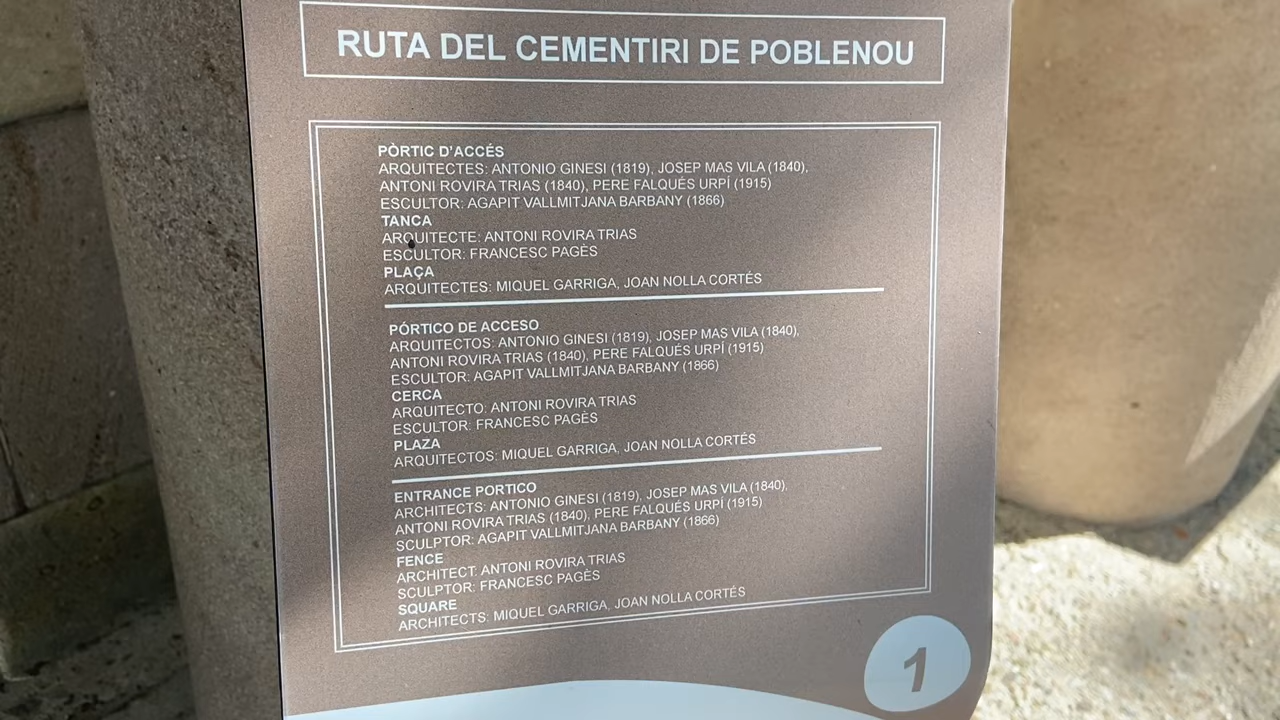 RUTA DEL CEMENTIRI DE POBLENOU
PÒRTIC D'ACCÉS
ARQUITECTES: ANTONIO GINESI (1819), JOSEP MAS VILA (1840),
ANTONI ROVIRA TRIAS (1840), PERE FALQUÉS URPÍ (1915)
ESCULTOR: AGAPIT VALLMITJANA BARBANY (1866)
TANCA
ARQUITECTE: ANTONI ROVIRA TRIAS
ESCULTOR: FRANCESC PAGÈS
PLAÇA
ARQUITECTES: MIQUEL GARRIGA, JOAN NOLLA CORTÉS
PÓRTICO DE ACCESO
ARQUITECTOS: ANTONIO GINESI (1819), JOSEP MAS VILA (1840),
ANTONI ROVIRA TRIAS (1840), PERE FALQUÉS URPÍ (1915)
ESCULTOR: AGAPIT VALLMITJANA BARBANY (1866)
CERCA
ARQUITECTO: ANTONI ROVIRA TRIAS
ESCULTOR: FRANCESC PAGÈS
PLAZA
ARQUITECTOS: MIQUEL GARRIGA, JOAN NOLLA CORTÉS
ENTRANCE PORTICO
ARCHITECTS: ANTONIO GINESI (1819), JOSEP MAS VILA (1840),
ANTONI ROVIRA TRIAS (1840), PERE FALQUÉS URPÍ (1915)
SCULPTOR: AGAPIT VALLMITJANA BARBANY (1866)
FENCE
ARCHITECT: ANTONI ROVIRA TRIAS
SCULPTOR: FRANCESC PAGÈS
SQUARE
ARCHITECTS: MIQUEL GARRIGA, JOAN NOLLA CORTÉS
1